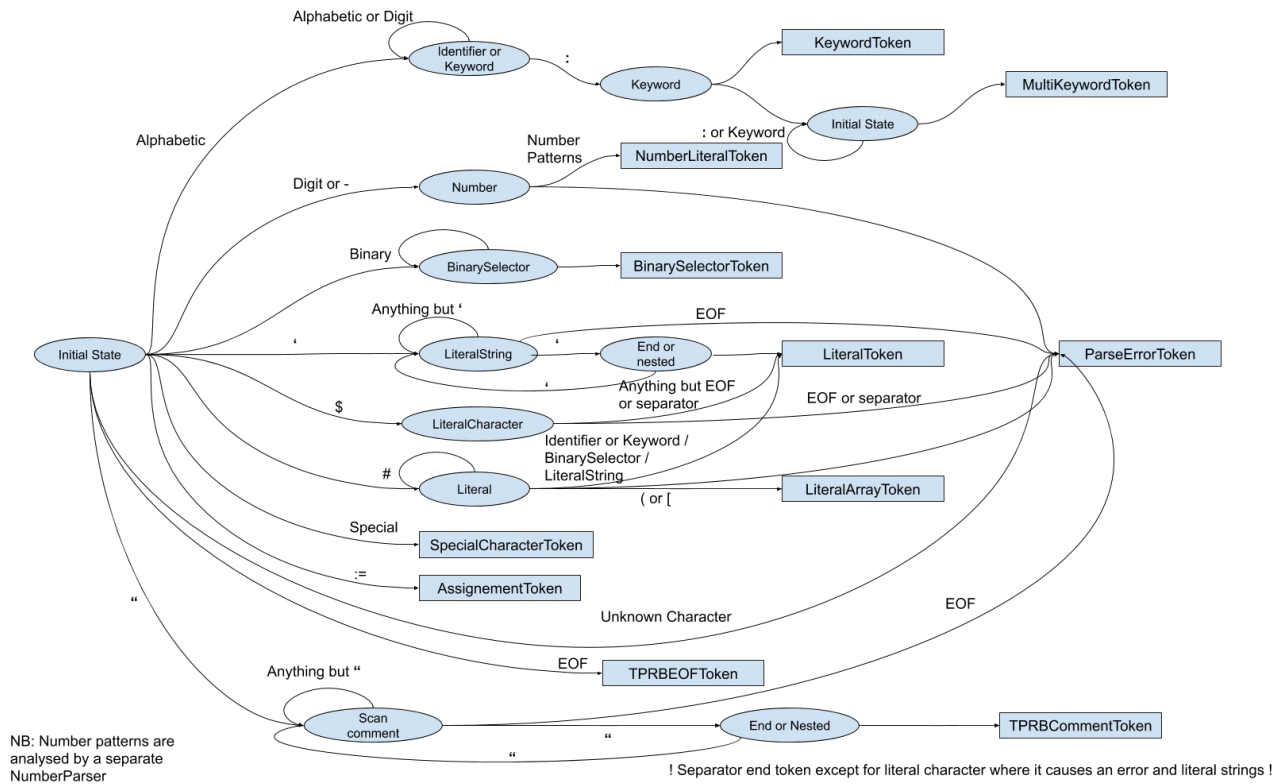 Alphabetic or Digit
Identifier or
Keyword
:
KeywordToken
Keyword
MultiKeywordToken
Initial State
: or Keyword
Alphabetic
Number
Patterns
NumberLiteralToken
Digit or -
Number
Binary
BinarySelector
BinarySelectorToken
Anything but ‘
EOF
‘
LiteralString
‘
End or
nested
LiteralToken
ParseErrorToken
Initial State
‘
Anything but EOF
or separator
EOF or separator
$
LiteralCharacter
Identifier or Keyword /
BinarySelector /
LiteralString
#
Literal
( or [
LiteralArrayToken
Special
SpecialCharacterToken
:=
AssignementToken
“
Unknown Character
EOF
EOF
TPRBEOFToken
Anything but “
Scan
comment
“
End or Nested
TPRBCommentToken
“
NB: Number patterns are
analysed by a separate
NumberParser
! Separator end token except for literal character where it causes an error and literal strings !